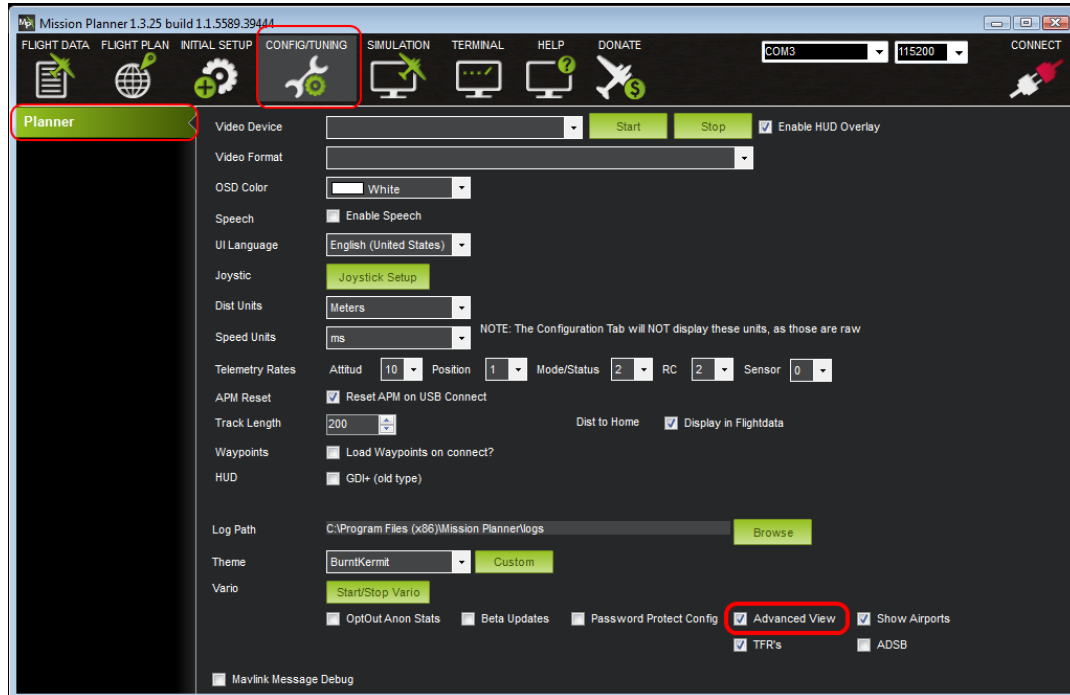 Mission Planner 1.3.25 build 1.1.5589.39444
FLIGHT DATA FLIGHT PLAN INITIAL SETUP CONFIG/TUNING SIMULATION TERMINAL HELP DONATE COM3 115200 CONNECT
Planner
Video Device Start Stop Enable HUD Overlay
Video Format
OSD Color White
Speech Enable Speech
UI Language English (United States)
Joystic Joystick Setup
Dist Units Meters
Speed Units ms NOTE: The Configuration Tab will NOT display these units, as those are raw
Telemetry Rates Attitud 10 Position 1 Mode/Status 2 RC 2 Sensor 0
APM Reset Reset APM on USB Connect
Track Length 200 Dist to Home Display in Flightdata
Waypoints Load Waypoints on connect?
HUD GDI+ (old type)
Log Path C:\Program Files (x86)\Mission Planner\logs Browse
Theme BurntKermit Custom
Vario Start/Stop Vario
OptOut Anon Stats Beta Updates Password Protect Config Advanced View Show Airports
TFR's ADSB
Mavlink Message Debug